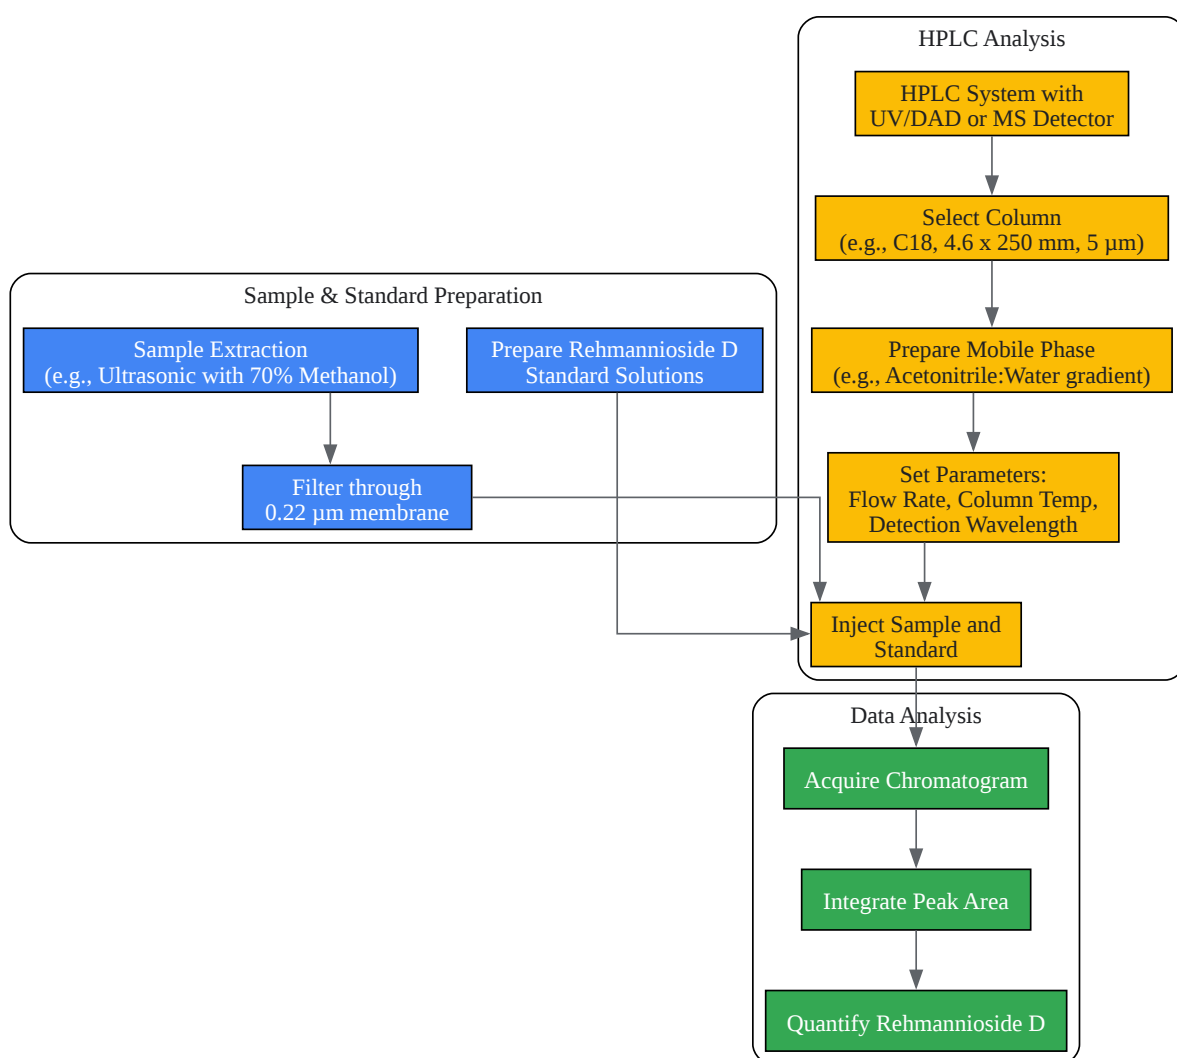 HPLC Analysis
HPLC System with
UV/DAD or MS Detector
Select Column
(e.g., C18, 4.6 x 250 mm, 5 µm)
Sample & Standard Preparation
Sample Extraction
(e.g., Ultrasonic with 70% Methanol)
Prepare Rehmannioside D
Standard Solutions
Prepare Mobile Phase
(e.g., Acetonitrile:Water gradient)
Filter through
0.22 µm membrane
Set Parameters:
Flow Rate, Column Temp,
Detection Wavelength
Inject Sample and
Standard
Data Analysis
Acquire Chromatogram
Integrate Peak Area
Quantify Rehmannioside D